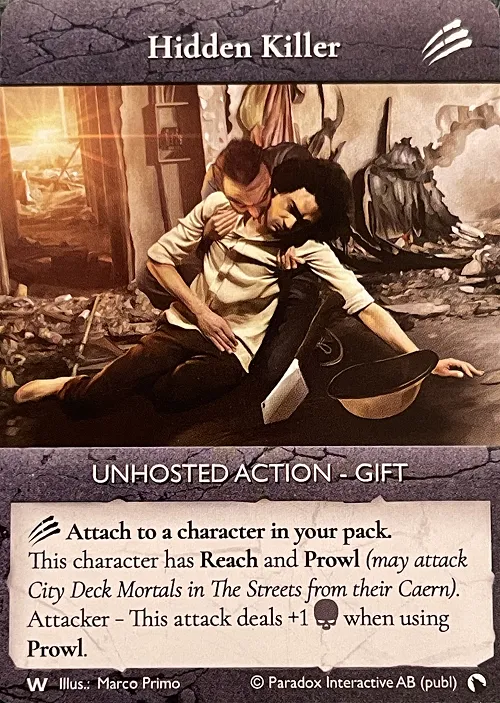 Hidden Killer
UNHOSTED ACTION - GIFT
Attach to a character in your pack.
This character has Reach and Prowl (may attack
City Deck Mortals in The Streets from their Caern).
Attacker – This attack deals +1 when using
Prowl.
W Illus.: Marco Primo © Paradox Interactive AB (publ)